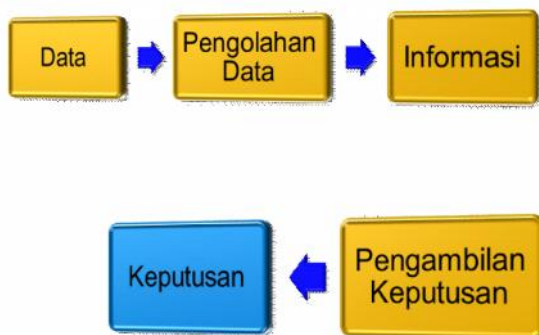 Data
Pengolahan
Data
Informasi
Pengambilan
Keputusan
Keputusan